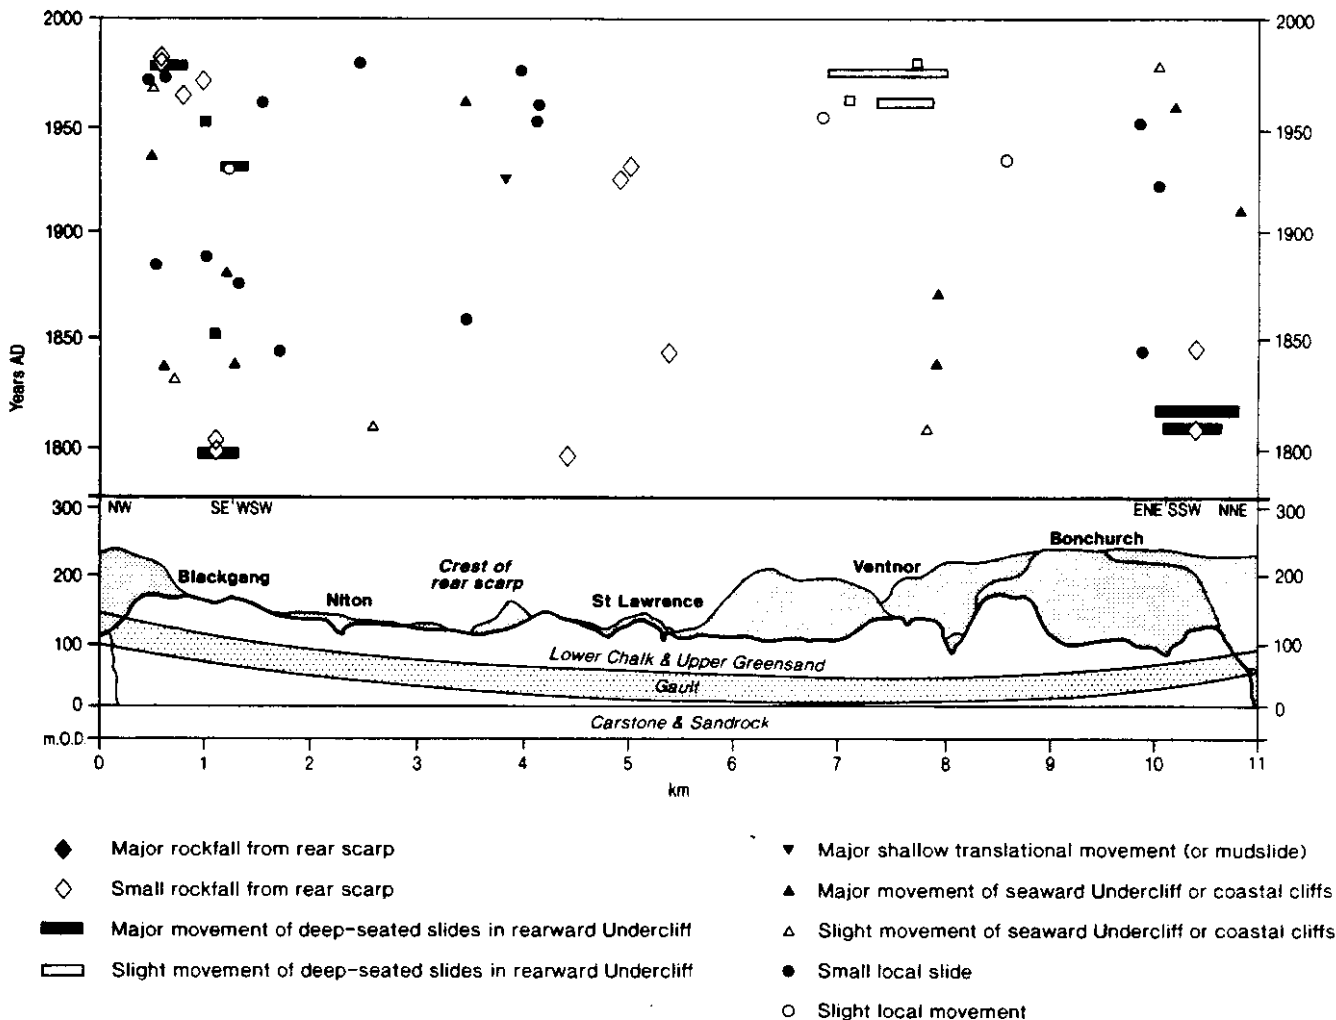 2000 2000
1950 1950
1900 1900
1850 1850
1800 1800
Years AD
300 NW SE WSW ENE SSW NNE 300
Bonchurch
Crest of
rear scarp
Ventnor
200 Blackgang 200
Niton St Lawrence
100 100
Lower Chalk & Upper Greensand
Gault
0 0
Carstone & Sandrock
m.O.D.
0 1 2 3 4 5 6 7 8 9 10 11
km
Major rockfall from rear scarp
Small rockfall from rear scarp
Major movement of deep-seated slides in rearward Undercliff
Slight movement of deep-seated slides in rearward Undercliff
Major shallow translational movement (or mudslide)
Major movement of seaward Undercliff or coastal cliffs
Slight movement of seaward Undercliff or coastal cliffs
Small local slide
Slight local movement